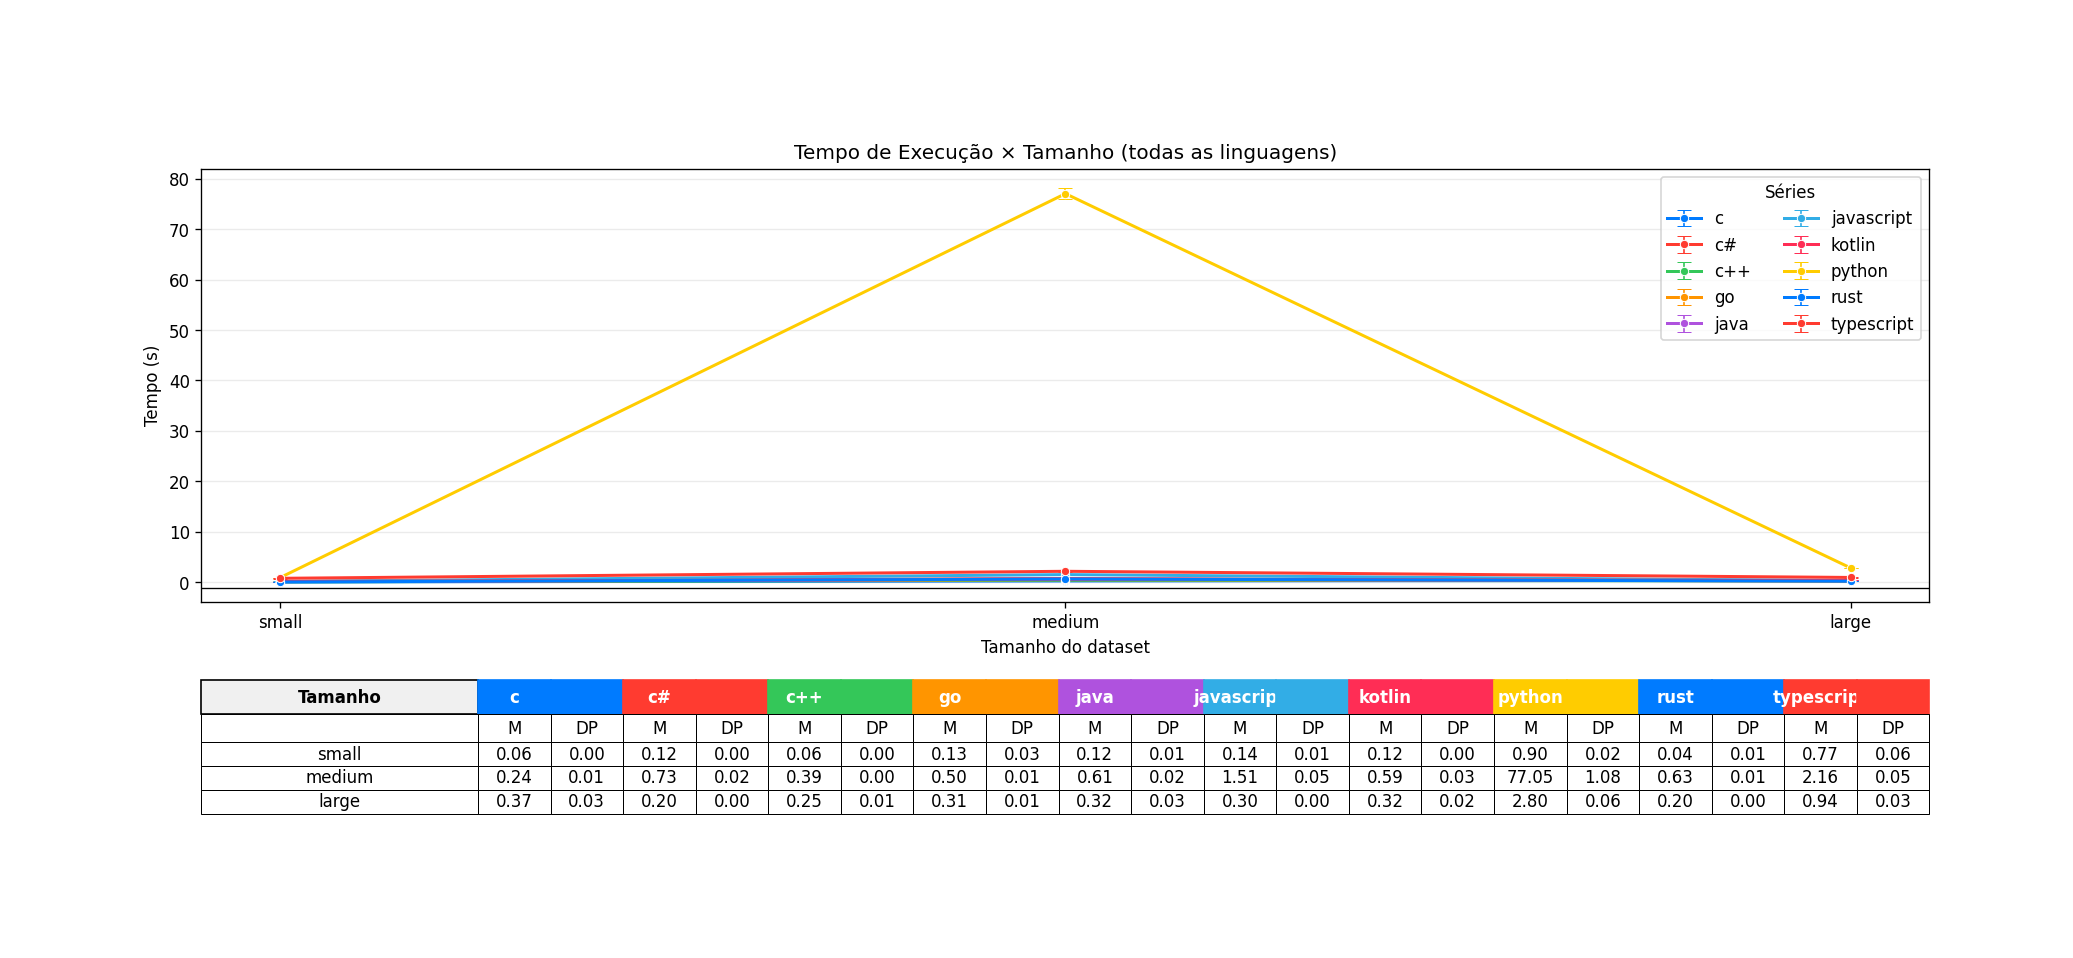 Tempo de Execução × Tamanho (todas as linguagens)
80
70
60
50
40
30
20
10
0
Tempo (s)
Séries
c javascript
c# kotlin
c++ python
go rust
java typescript
small medium large
Tamanho do dataset
Tamanho c c# c++ go java javascrip kotlin python rust typescrip
M DP M DP M DP M DP M DP M DP M DP M DP M DP M DP
small 0.06 0.00 0.12 0.00 0.06 0.00 0.13 0.03 0.12 0.01 0.14 0.01 0.12 0.00 0.90 0.02 0.04 0.01 0.77 0.06
medium 0.24 0.01 0.73 0.02 0.39 0.00 0.50 0.01 0.61 0.02 1.51 0.05 0.59 0.03 77.05 1.08 0.63 0.01 2.16 0.05
large 0.37 0.03 0.20 0.00 0.25 0.01 0.31 0.01 0.32 0.03 0.30 0.00 0.32 0.02 2.80 0.06 0.20 0.00 0.94 0.03